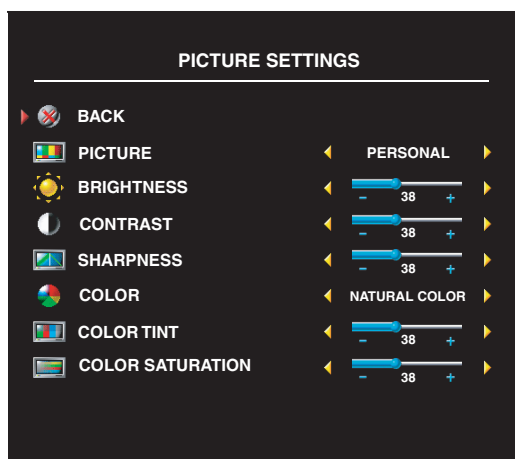 PICTURE SETTINGS
BACK
PICTURE PERSONAL
BRIGHTNESS - 38 +
CONTRAST - 38 +
SHARPNESS - 38 +
COLOR NATURAL COLOR
COLOR TINT - 38 +
COLOR SATURATION - 38 +